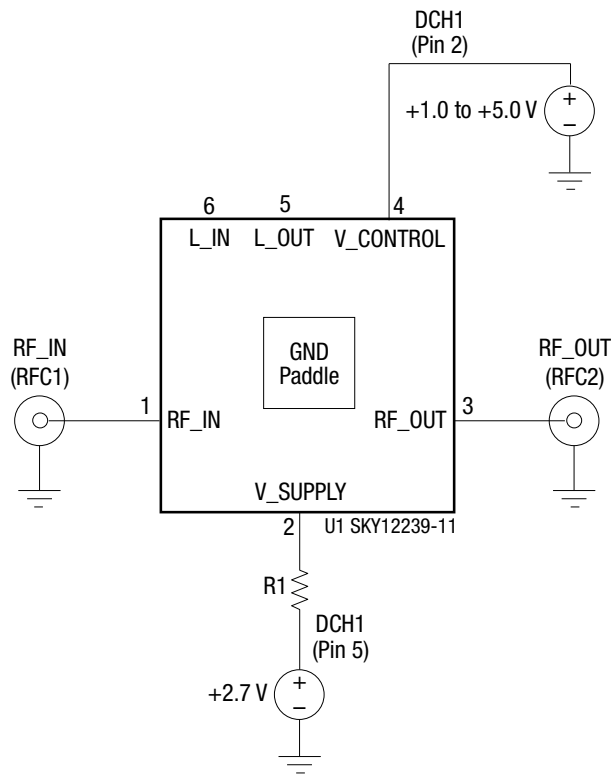 DCH1
(Pin 2)
+1.0 to +5.0 V
+
–
6
5
4
L_IN
L_OUT
V_CONTROL
RF_IN
(RFC1)
GND
Paddle
RF_OUT
(RFC2)
1
RF_IN
RF_OUT
3
V_SUPPLY
2
U1 SKY12239-11
R1
DCH1
(Pin 5)
+2.7 V
+
–